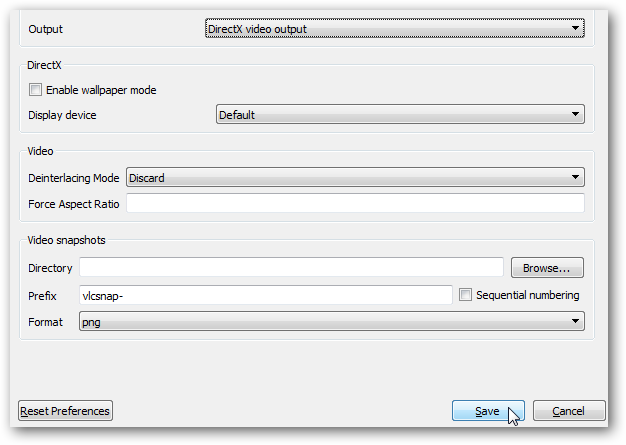 Output DirectX video output
DirectX
Enable wallpaper mode
Display device Default
Video
Deinterlacing Mode Discard
Force Aspect Ratio
Video snapshots
Directory Browse...
Prefix vlcsnap- Sequential numbering
Format png
Reset Preferences Save Cancel